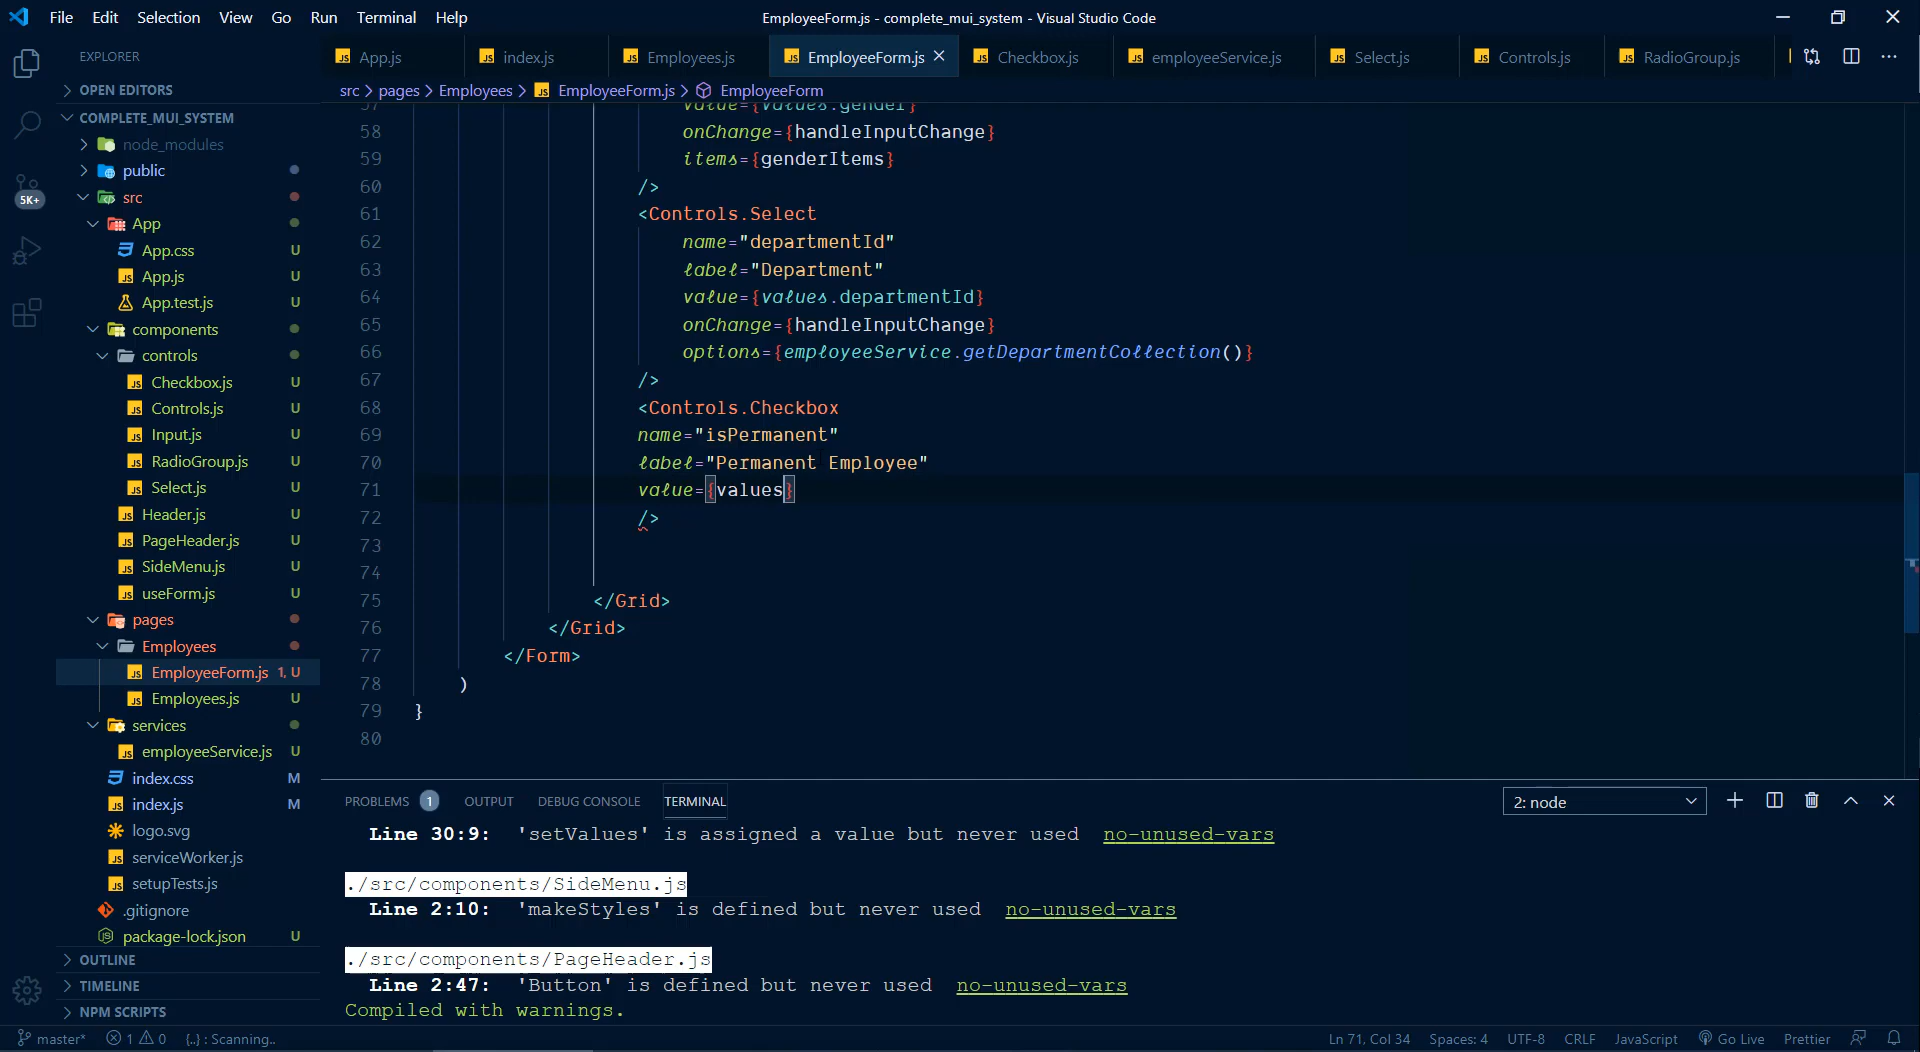 File Edit Selection View Go Run Terminal Help
EmployeeForm.js - complete_mui_system - Visual Studio Code
EXPLORER
App.js index.js Employees.js EmployeeForm.js Checkbox.js employeeService.js Select.js Controls.js RadioGroup.js
OPEN EDITORS
src > pages > Employees > EmployeeForm.js > EmployeeForm
COMPLETE_MUI_SYSTEM
node_modules
public
src
App
App.css U
App.js U
App.test.js U
components
controls
Checkbox.js U
Controls.js U
Input.js U
RadioGroup.js U
Select.js U
Header.js U
PageHeader.js U
SideMenu.js U
useForm.js U
pages
Employees
EmployeeForm.js 1, U
Employees.js U
services
employeeService.js U
index.css M
index.js M
logo.svg
serviceWorker.js
setupTests.js
.gitignore
package-lock.json U
OUTLINE
TIMELINE
NPM SCRIPTS
5K+
57 value={values.gender}
58 onChange={handleInputChange}
59 items={genderItems}
60 />
61 <Controls.Select
62 name="departmentId"
63 label="Department"
64 value={values.departmentId}
65 onChange={handleInputChange}
66 options={employeeService.getDepartmentCollection()}
67 />
68 <Controls.Checkbox
69 name="isPermanent"
70 label="Permanent Employee"
71 value={values}
72 />
73
74
75 </Grid>
76 </Grid>
77 </Form>
78 )
79 }
80
PROBLEMS 1 OUTPUT DEBUG CONSOLE TERMINAL 2: node
Line 30:9: 'setValues' is assigned a value but never used no-unused-vars
./src/components/SideMenu.js
Line 2:10: 'makeStyles' is defined but never used no-unused-vars
./src/components/PageHeader.js
Line 2:47: 'Button' is defined but never used no-unused-vars
Compiled with warnings.
master* 1 0 {..} : Scanning.. Ln 71, Col 34 Spaces: 4 UTF-8 CRLF JavaScript Go Live Prettier